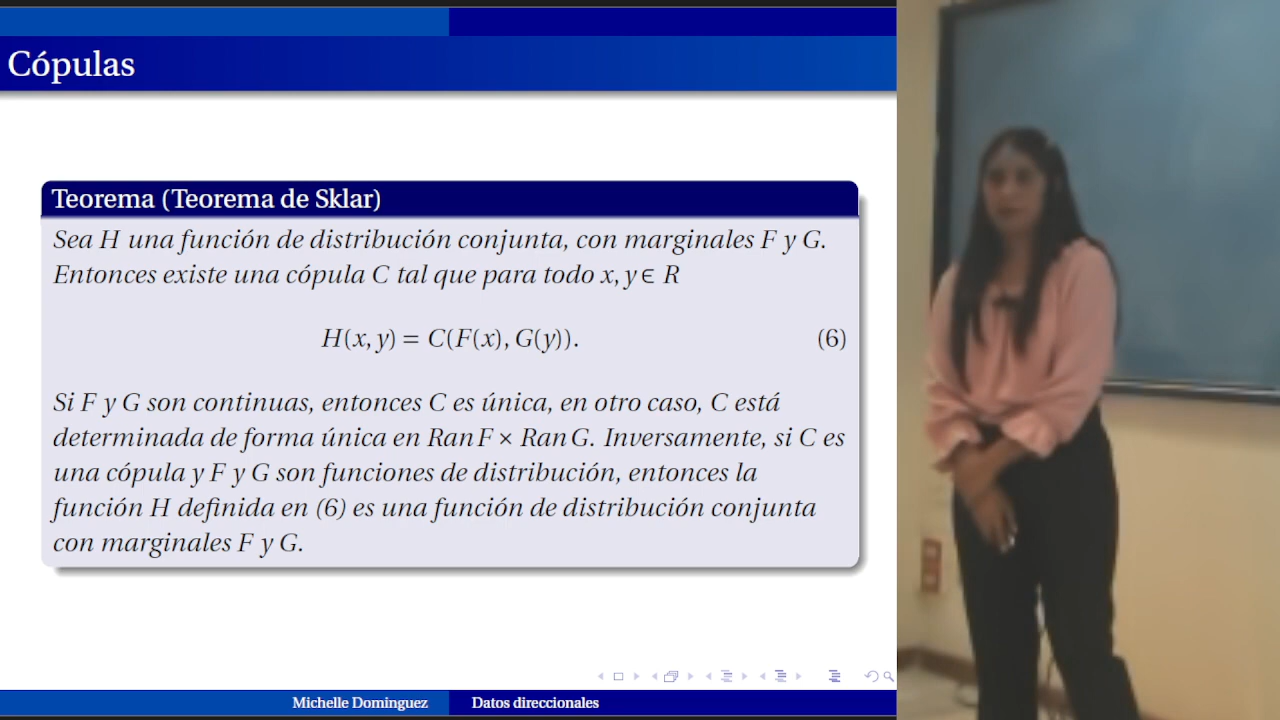 Cópulas
Teorema (Teorema de Sklar)
Sea H una función de distribución conjunta, con marginales F y G.
Entonces existe una cópula C tal que para todo x, y ∈ R
H(x, y) = C(F(x), G(y)). (6)
Si F y G son continuas, entonces C es única, en otro caso, C está
determinada de forma única en Ran F × Ran G. Inversamente, si C es
una cópula y F y G son funciones de distribución, entonces la
función H definida en (6) es una función de distribución conjunta
con marginales F y G.
Michelle Dominguez Datos direccionales